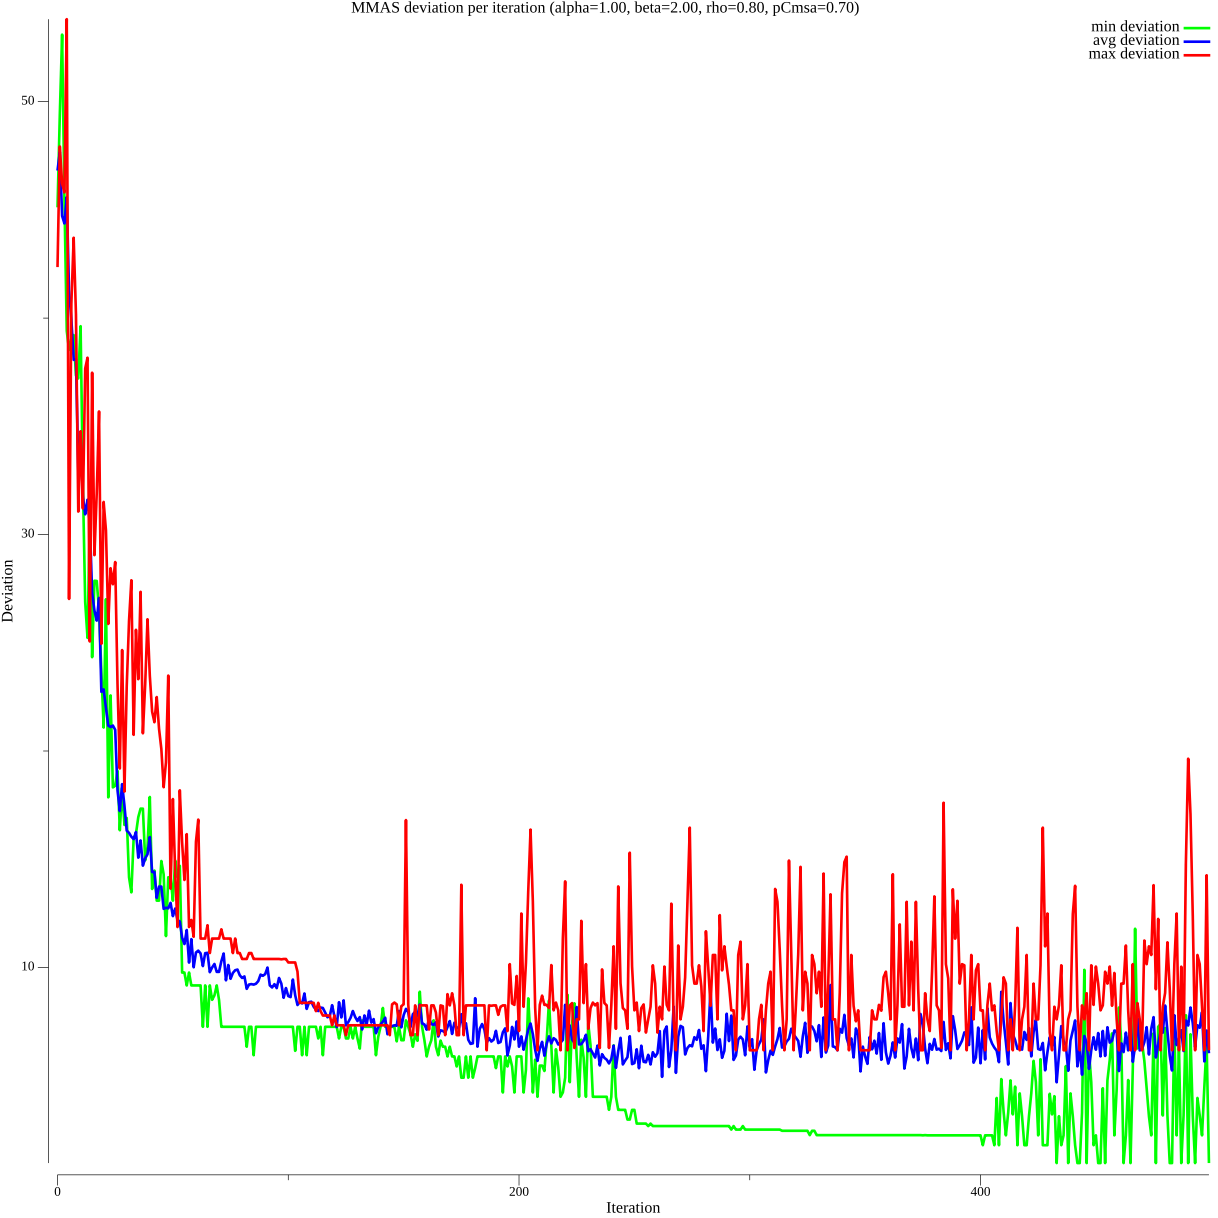 MMAS deviation per iteration (alpha=1.00, beta=2.00, rho=0.80, pCmsa=0.70)
min deviation
avg deviation
max deviation
50
30
10
Deviation
0
200
400
Iteration